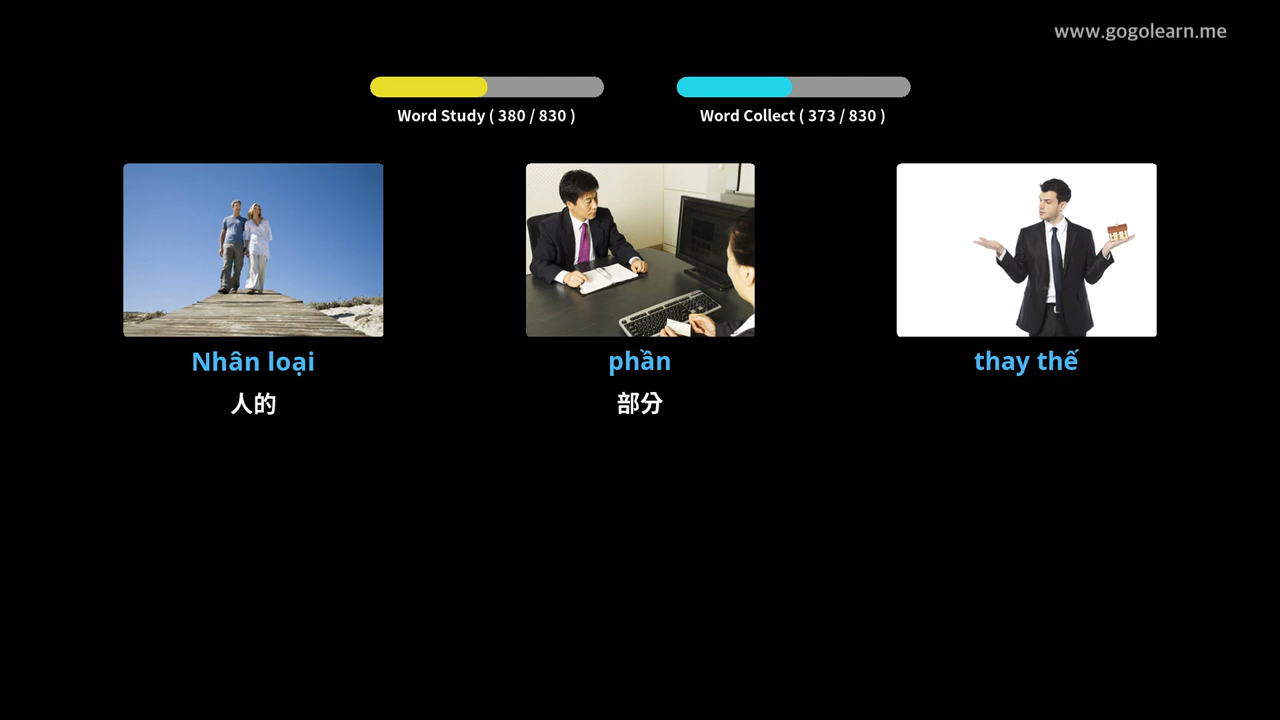 www.gogolearn.me
Word Study ( 380 / 830 )
Word Collect ( 373 / 830 )
Nhân loại
phần
thay thế
人的
部分